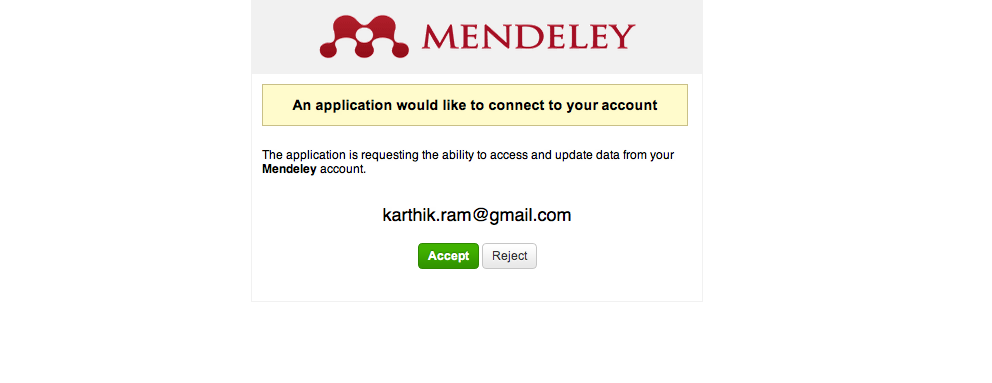 MENDELEY
An application would like to connect to your account
The application is requesting the ability to access and update data from your
Mendeley account.
karthik.ram@gmail.com
Accept Reject